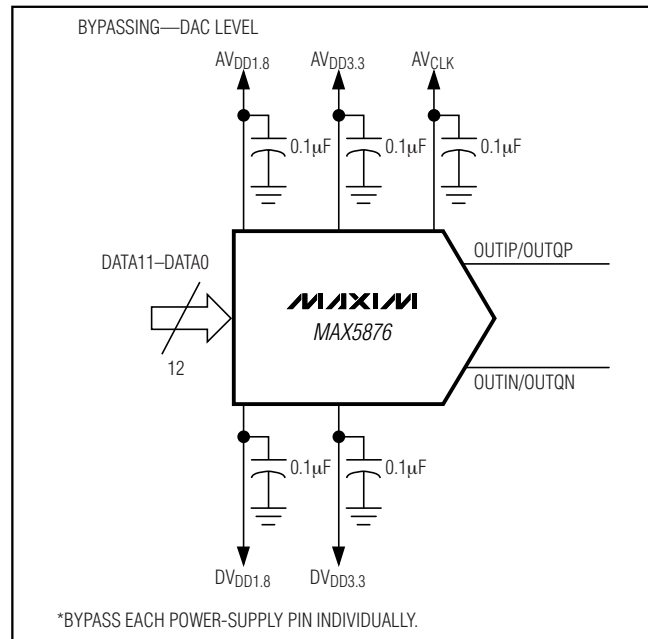 BYPASSING—DAC LEVEL
AVDD1.8 AVDD3.3 AVCLK
0.1µF 0.1µF 0.1µF
DATA11–DATA0
12
MAXIM
MAX5876
OUTIP/OUTQP
OUTIN/OUTQN
0.1µF 0.1µF
DVDD1.8 DVDD3.3
*BYPASS EACH POWER-SUPPLY PIN INDIVIDUALLY.